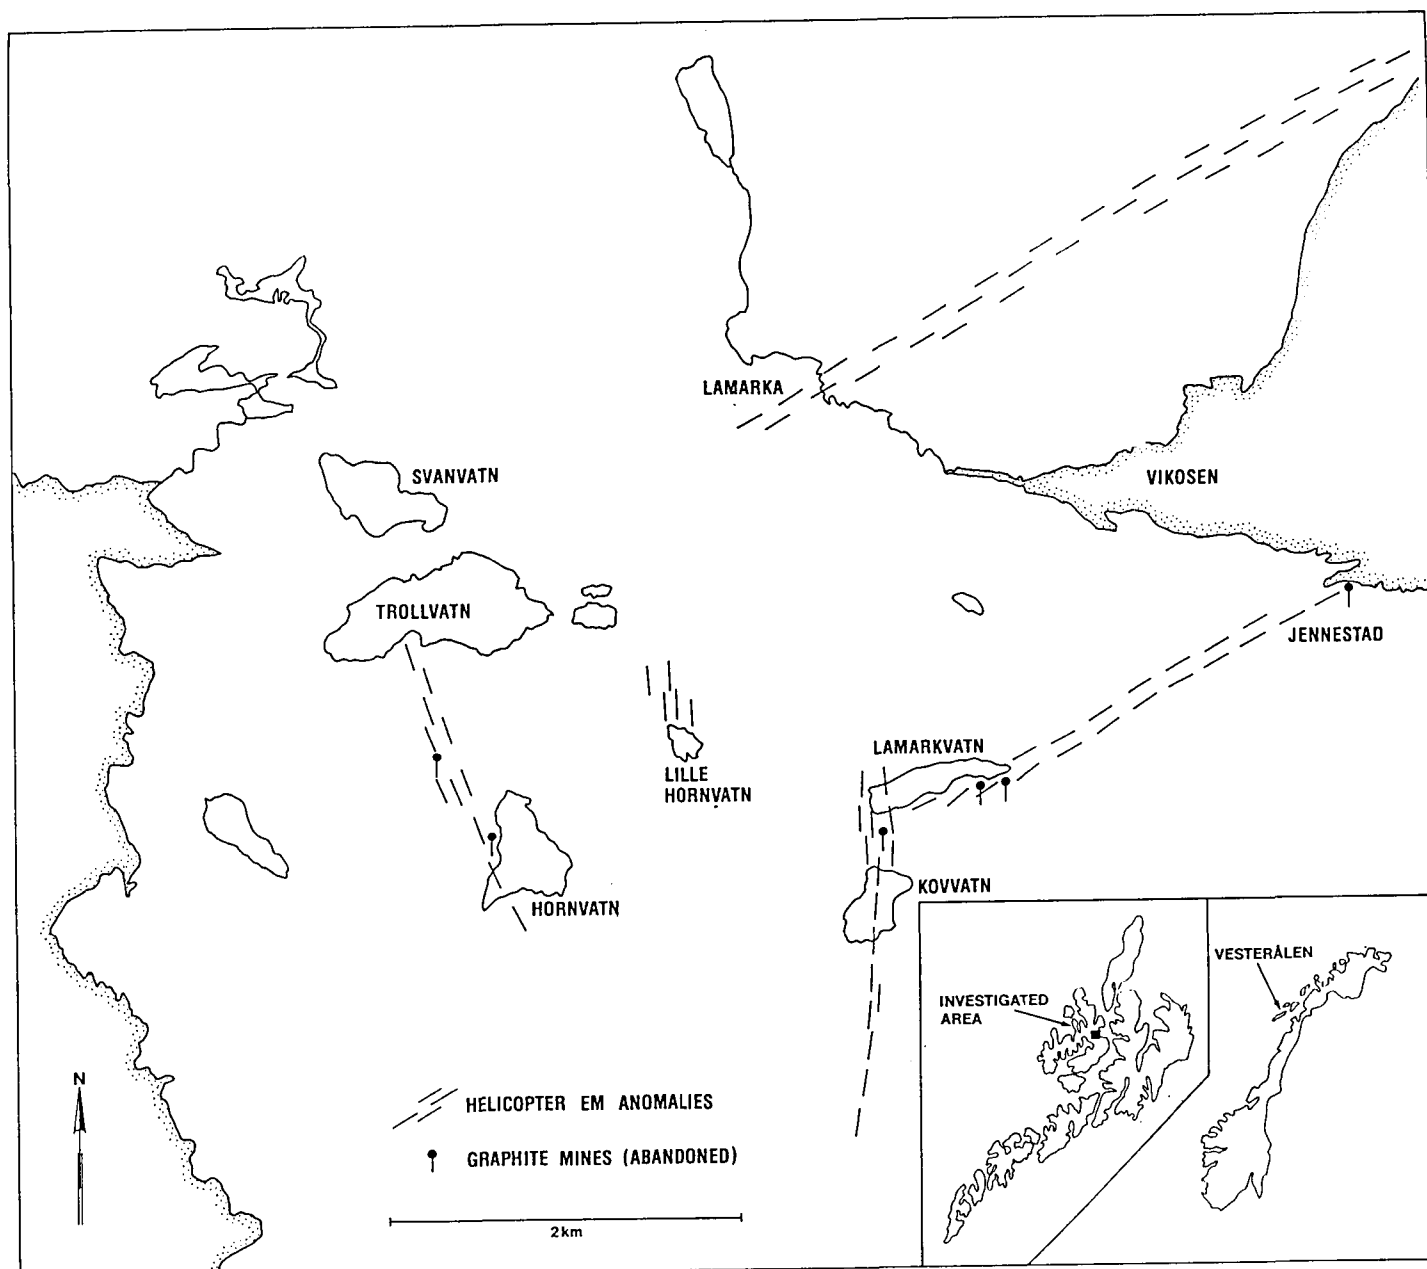 LAMARKA
SVANVATN
VIKOSEN
TROLLVATN
JENNESTAD
LAMARKVATN
LILLE
HORNVATN
KOVVATN
HORNVATN
VESTERÅLEN
INVESTIGATED
AREA
N
HELICOPTER EM ANOMALIES
GRAPHITE MINES (ABANDONED)
2km